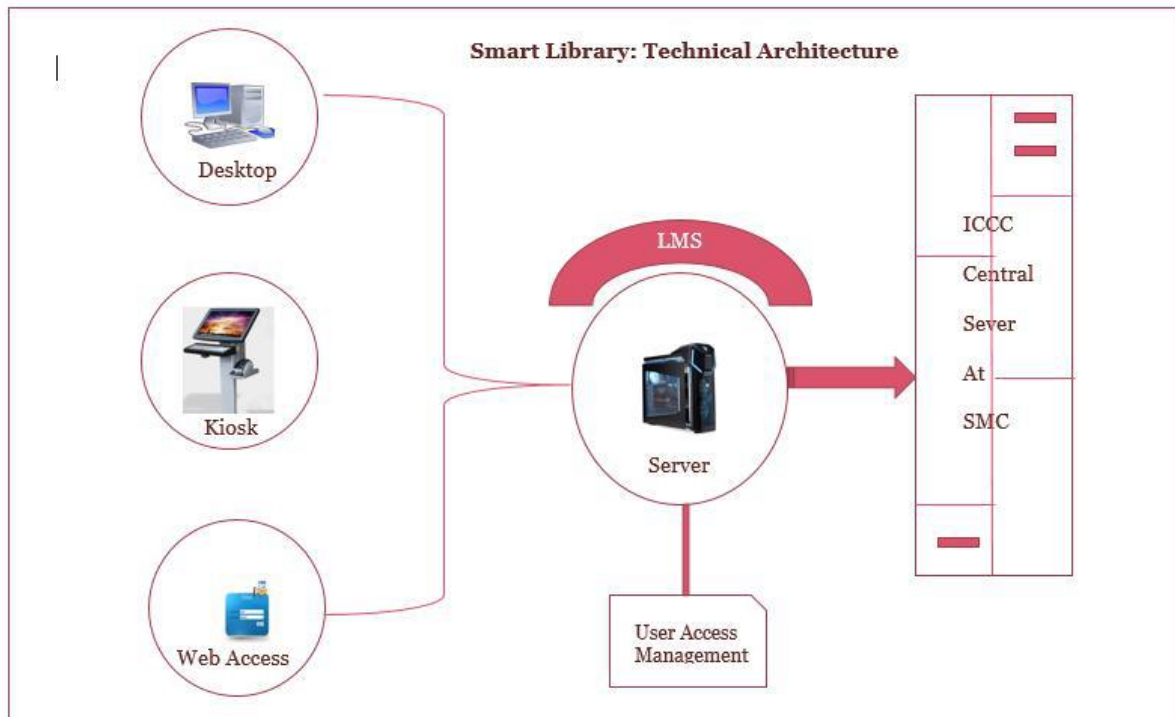 Smart Library: Technical Architecture
Desktop
Kiosk
Web Access
LMS
Server
User Access
Management
ICCC
Central
Sever
At
SMC